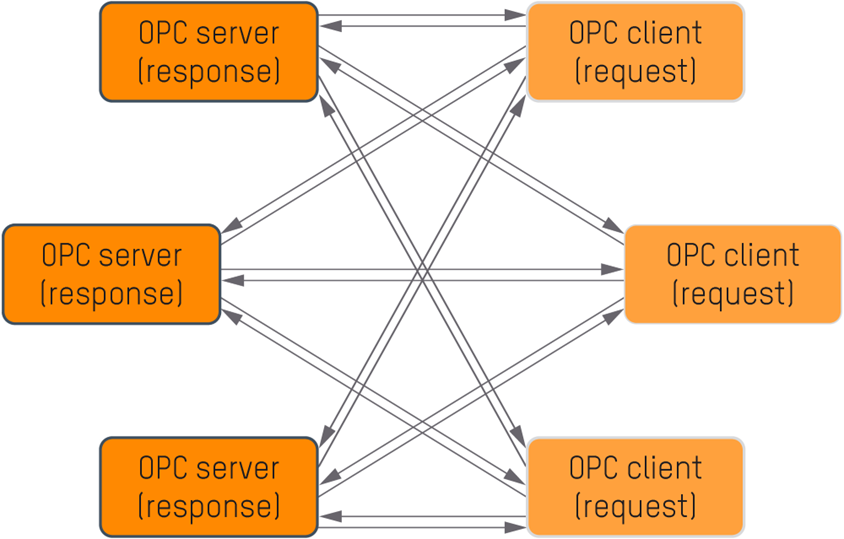 OPC server
(response)
OPC client
(request)
OPC server
(response)
OPC client
(request)
OPC server
(response)
OPC client
(request)